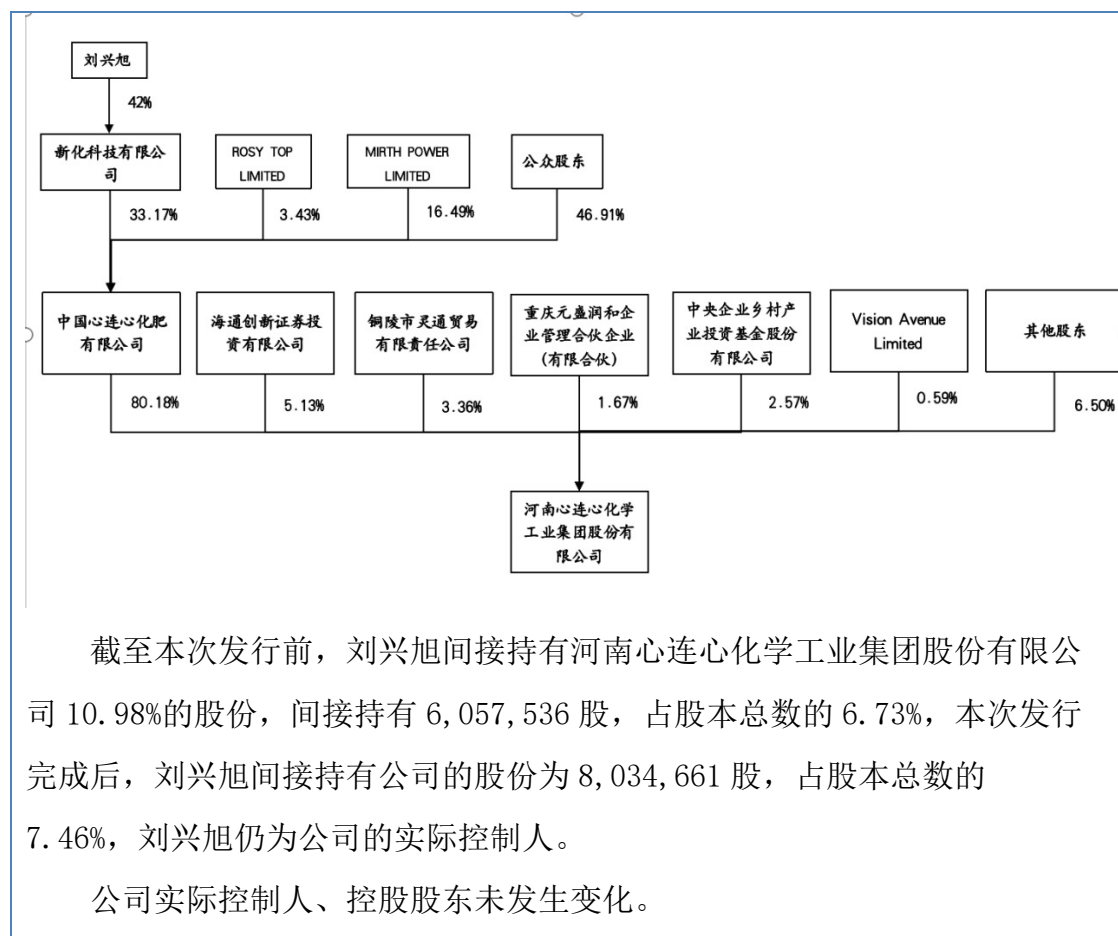 刘兴旭
42%
新化科技有限公
司
ROSY TOP
LIMITED
MIRTH POWER
LIMITED
公众股东
33.17%
3.43%
16.49%
46.91%
中国心连心化肥
有限公司
海通创新证券投
资有限公司
铜陵市灵通贸易
有限责任公司
重庆元盛润和企
业管理合伙企业
(有限合伙)
中央企业乡村产
业投资基金股份
有限公司
Vision Avenue
Limited
其他股东
80.18%
5.13%
3.36%
1.67%
2.57%
0.59%
6.50%
河南心连心化学
工业集团股份有
限公司
截至本次发行前，刘兴旭间接持有河南心连心化学工业集团股份有限公
司 10.98%的股份，间接持有 6,057,536 股，占股本总数的 6.73%，本次发行
完成后，刘兴旭间接持有公司的股份为 8,034,661 股，占股本总数的
7.46%，刘兴旭仍为公司的实际控制人。
公司实际控制人、控股股东未发生变化。